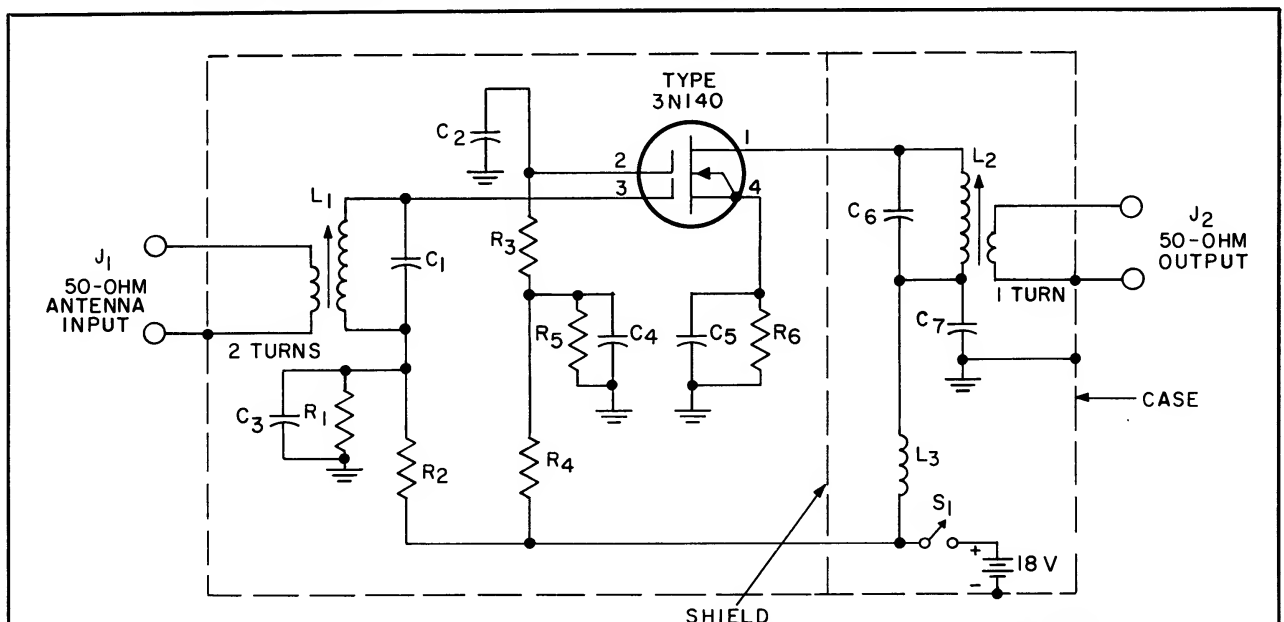 TYPE
3N140
C2
1
2
3
4
L1
L2
C6
J1
50-OHM
ANTENNA
INPUT
C1
R3
J2
50-OHM
OUTPUT
2 TURNS
R5
C4
C5
R6
C7
1 TURN
C3
R1
CASE
R2
R4
L3
S1
+
18 V
-
SHIELD